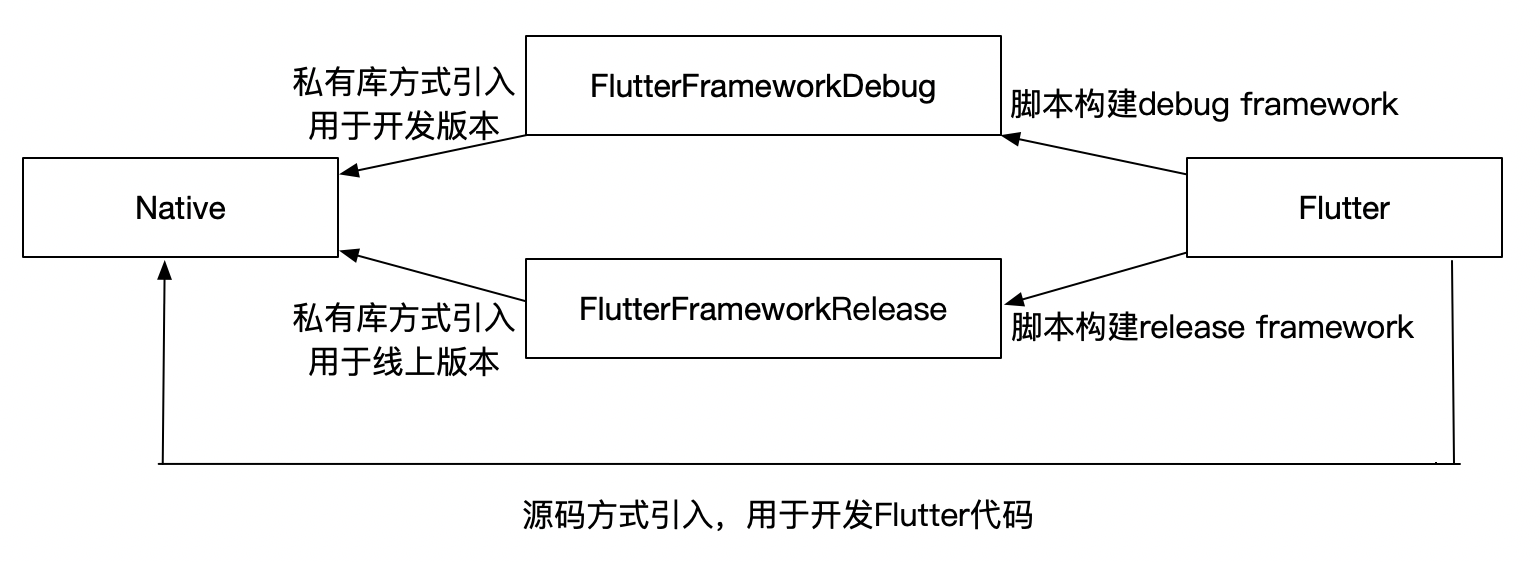 FlutterFrameworkDebug
私有库方式引入
用于开发版本
脚本构建debug framework
Native
Flutter
FlutterFrameworkRelease
私有库方式引入
用于线上版本
脚本构建release framework
源码方式引入，用于开发Flutter代码